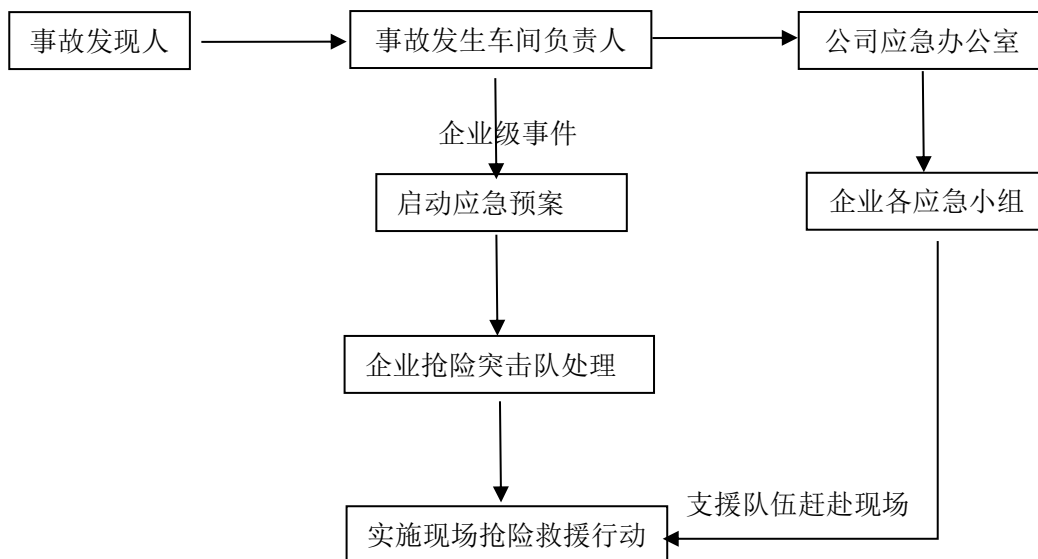 事故发现人
事故发生车间负责人
公司应急办公室
企业级事件
启动应急预案
企业各应急小组
企业抢险突击队处理
支援队伍赶赴现场
实施现场抢险救援行动